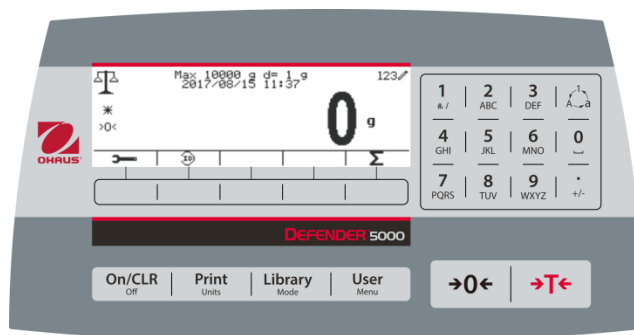 Max 10000 g d= 1 g
2017/08/15 11:37
123
*
>0<
0 g
ID
Σ
OHAUS
DEFENDER 5000
1 &. /
2 ABC
3 DEF
A 1 a
4 GHI
5 JKL
6 MNO
0
7 PQRS
8 TUV
9 WXYZ
. +/-
On/CLR Off
Print Units
Library Mode
User Menu
→0←
→T←